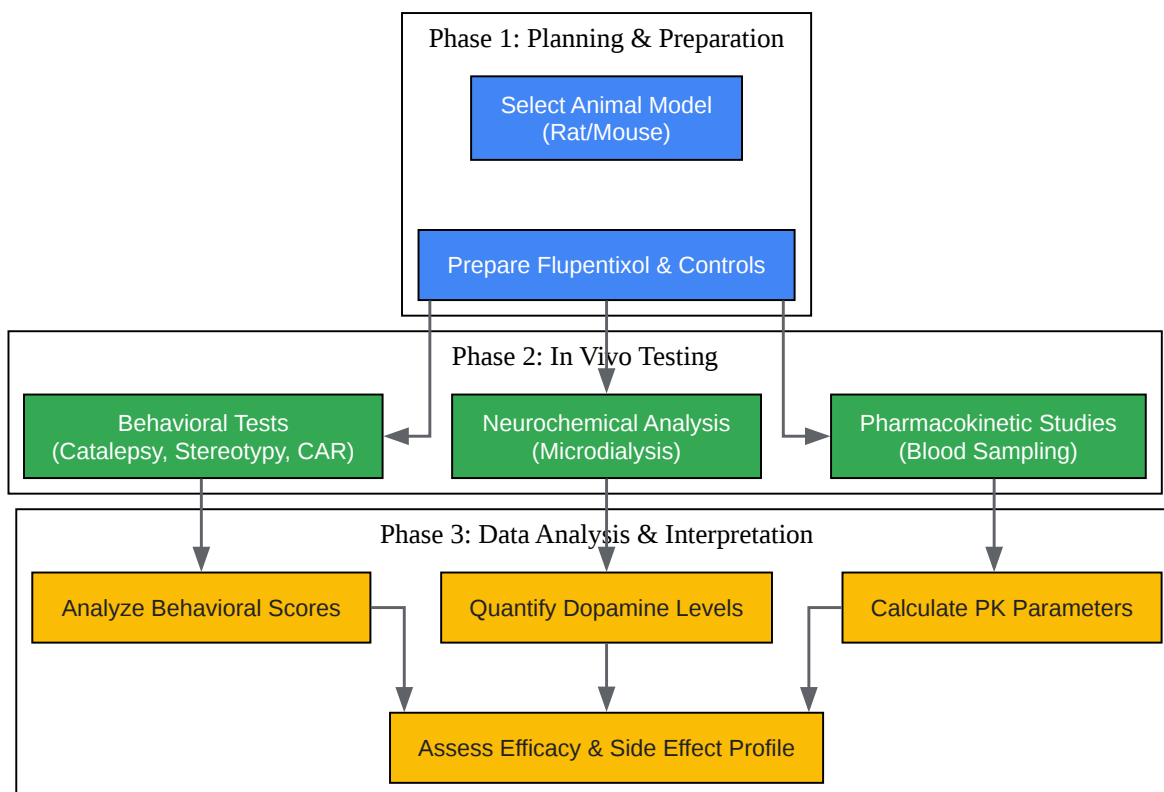 Phase 1: Planning & Preparation
Select Animal Model
(Rat/Mouse)
Prepare Flupentixol & Controls
Phase 2: In Vivo Testing
Behavioral Tests
(Catalepsy, Stereotypy, CAR)
Neurochemical Analysis
(Microdialysis)
Pharmacokinetic Studies
(Blood Sampling)
Phase 3: Data Analysis & Interpretation
Analyze Behavioral Scores
Quantify Dopamine Levels
Calculate PK Parameters
Assess Efficacy & Side Effect Profile